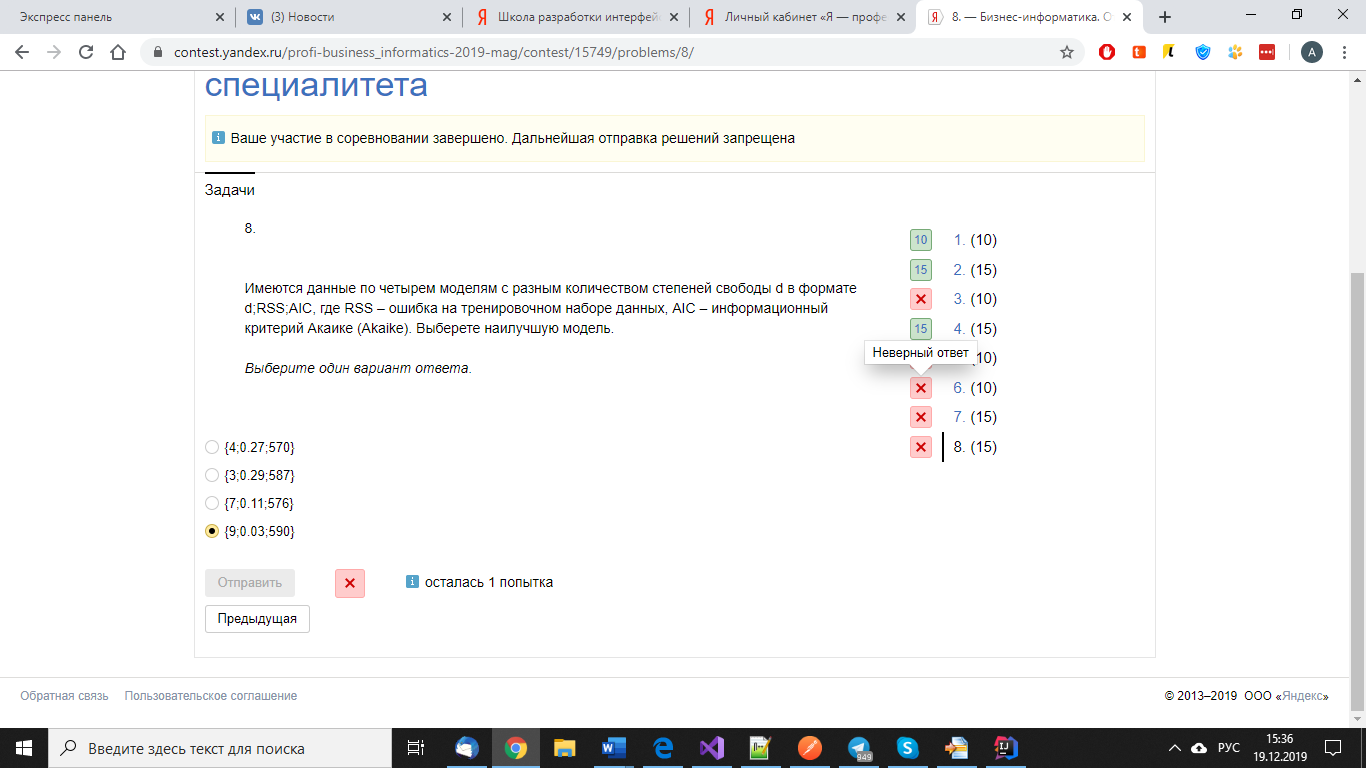 Экспресс панель
(3) Новости
Школа разработки интерфей
Личный кабинет «Я — профе
8. — Бизнес-информатика. О
contest.yandex.ru/profi-business_informatics-2019-mag/contest/15749/problems/8/
специалитета
Ваше участие в соревновании завершено. Дальнейшая отправка решений запрещена
Задачи
8.
Имеются данные по четырем моделям с разным количеством степеней свободы d в формате
d;RSS;AIC, где RSS – ошибка на тренировочном наборе данных, AIC – информационный
критерий Акаике (Akaike). Выберете наилучшую модель.
Выберите один вариант ответа.
{4;0.27;570}
{3;0.29;587}
{7;0.11;576}
{9;0.03;590}
Отправить
осталась 1 попытка
Предыдущая
10 1. (10)
15 2. (15)
3. (10)
15 4. (15)
Неверный ответ 10)
6. (10)
7. (15)
8. (15)
Обратная связь Пользовательское соглашение
© 2013–2019 ООО «Яндекс»
Введите здесь текст для поиска
949
РУС
15:36
19.12.2019